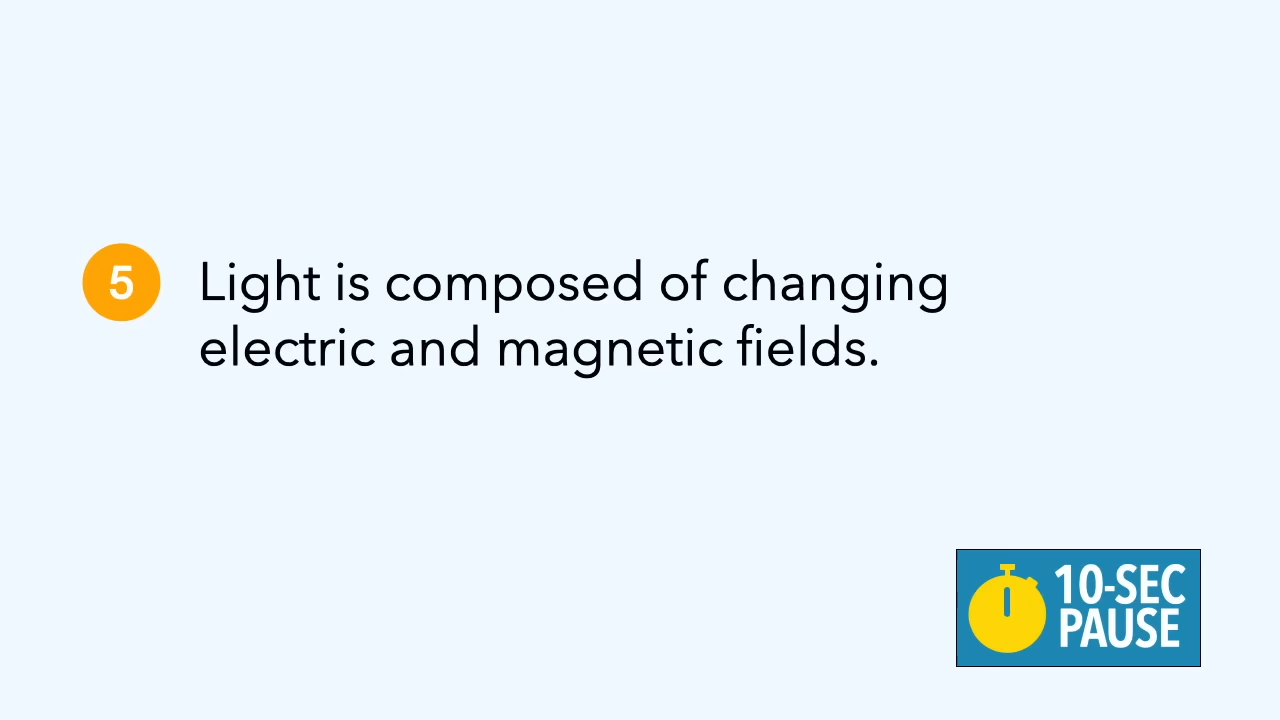 5
Light is composed of changing
electric and magnetic fields.
10-SEC
PAUSE